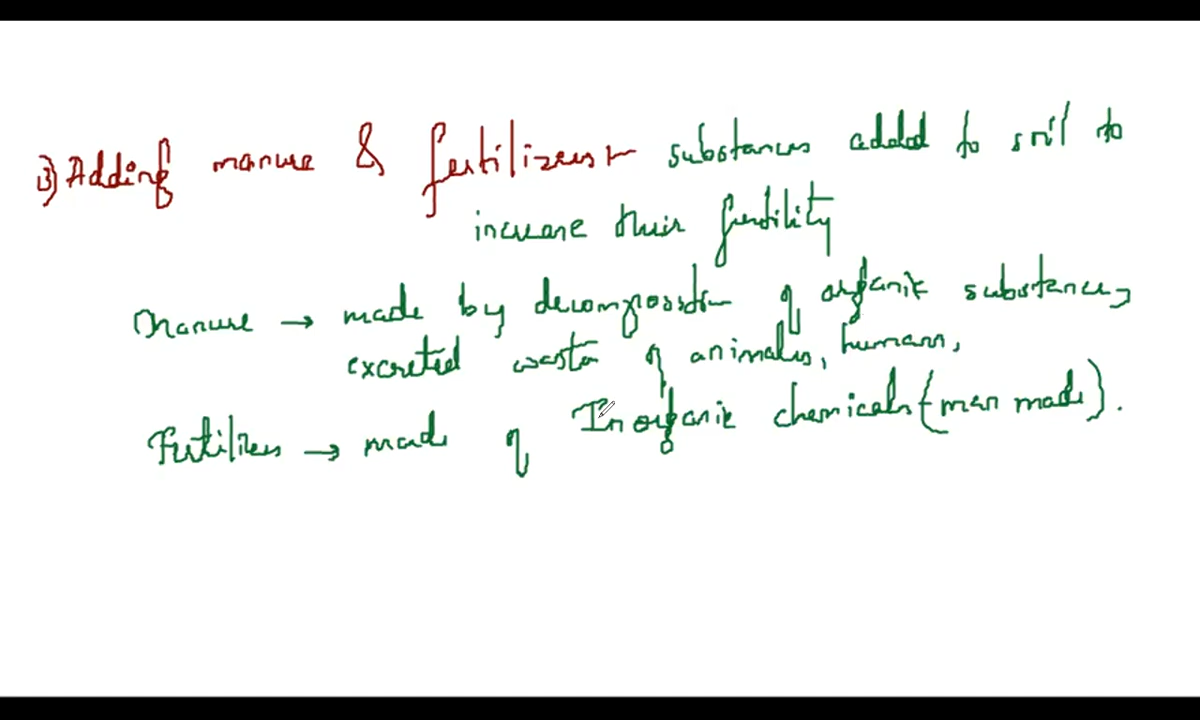 3) Adding manure & fertilizers - substances added to soil to
increase their fertility
Manure → made by decomposition of organic substances,
excreted waste of animals, humans,
Fertilizers → made of Inorganic chemicals (man made).